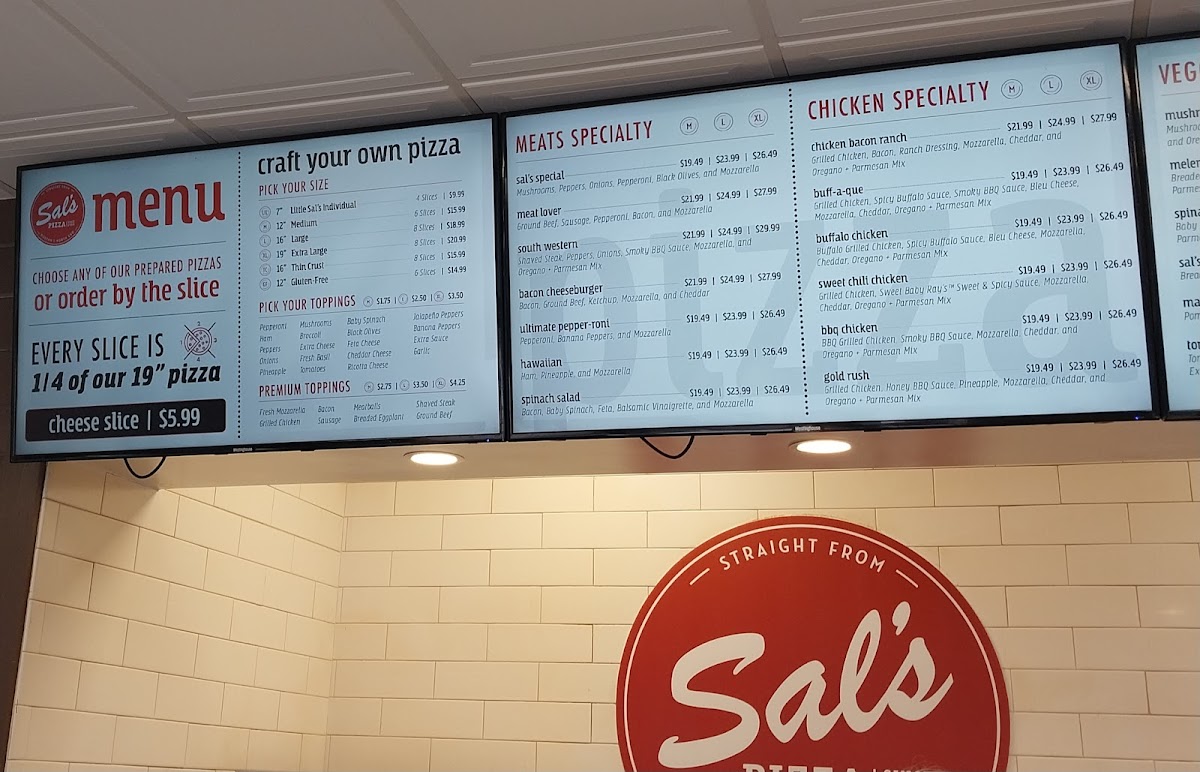 Sal's
PIZZA
menu
CHOOSE ANY OF OUR PREPARED PIZZAS
or order by the slice
EVERY SLICE IS
1/4 of our 19" pizza
cheese slice | $5.99
craft your own pizza
PICK YOUR SIZE
7" Little Sal's Individual 4 Slices | $9.99
12" Medium 6 Slices | $15.99
16" Large 8 Slices | $18.99
19" Extra Large 8 Slices | $20.99
16" Thin Crust 8 Slices | $15.99
12" Gluten-Free 6 Slices | $14.99
PICK YOUR TOPPINGS M $1.75 | L $2.50 | XL $3.50
Pepperoni
Ham
Peppers
Onions
Pineapple
Mushrooms
Broccoli
Extra Cheese
Fresh Basil
Tomatoes
Baby Spinach
Black Olives
Feta Cheese
Cheddar Cheese
Ricotta Cheese
Jalapeño Peppers
Banana Peppers
Extra Sauce
Garlic
PREMIUM TOPPINGS M $2.75 | L $3.50 | XL $4.25
Fresh Mozzarella
Grilled Chicken
Bacon
Sausage
Meatballs
Breaded Eggplant
Shaved Steak
Ground Beef
MEATS SPECIALTY M L XL
sal's special $19.49 | $23.99 | $26.49
Mushrooms, Peppers, Onions, Pepperoni, Black Olives, and Mozzarella
meat lover $21.99 | $24.99 | $27.99
Ground Beef, Sausage, Pepperoni, Bacon, and Mozzarella
south western $21.99 | $24.99 | $29.99
Shaved Steak, Peppers, Onions, Smoky BBQ Sauce, Mozzarella, and
Oregano + Parmesan Mix
bacon cheeseburger $21.99 | $24.99 | $27.99
Bacon, Ground Beef, Ketchup, Mozzarella, and Cheddar
ultimate pepper-roni $19.49 | $23.99 | $26.49
Pepperoni, Banana Peppers, and Mozzarella
hawaiian $19.49 | $23.99 | $26.49
Ham, Pineapple, and Mozzarella
spinach salad $19.49 | $23.99 | $26.49
Bacon, Baby Spinach, Feta, Balsamic Vinaigrette, and Mozzarella
pizza
CHICKEN SPECIALTY M L XL
chicken bacon ranch $21.99 | $24.99 | $27.99
Grilled Chicken, Bacon, Ranch Dressing, Mozzarella, Cheddar, and
Oregano + Parmesan Mix
buff-a-que $19.49 | $23.99 | $26.49
Grilled Chicken, Spicy Buffalo Sauce, Smoky BBQ Sauce, Bleu Cheese,
Mozzarella, Cheddar, Oregano + Parmesan Mix
buffalo chicken $19.49 | $23.99 | $26.49
Buffalo Grilled Chicken, Spicy Buffalo Sauce, Bleu Cheese, Mozzarella,
Cheddar, Oregano + Parmesan Mix
sweet chili chicken $19.49 | $23.99 | $26.49
Grilled Chicken, Sweet Baby Ray's™ Sweet & Spicy Sauce, Mozzarella,
Cheddar, Oregano + Parmesan Mix
bbq chicken $19.49 | $23.99 | $26.49
BBQ Grilled Chicken, Smoky BBQ Sauce, Mozzarella, Cheddar, and
Oregano + Parmesan Mix
gold rush $19.49 | $23.99 | $26.49
Grilled Chicken, Honey BBQ Sauce, Pineapple, Mozzarella, Cheddar, and
Oregano + Parmesan Mix
Westinghouse
Westinghouse
STRAIGHT FROM
Sal's
PIZZA